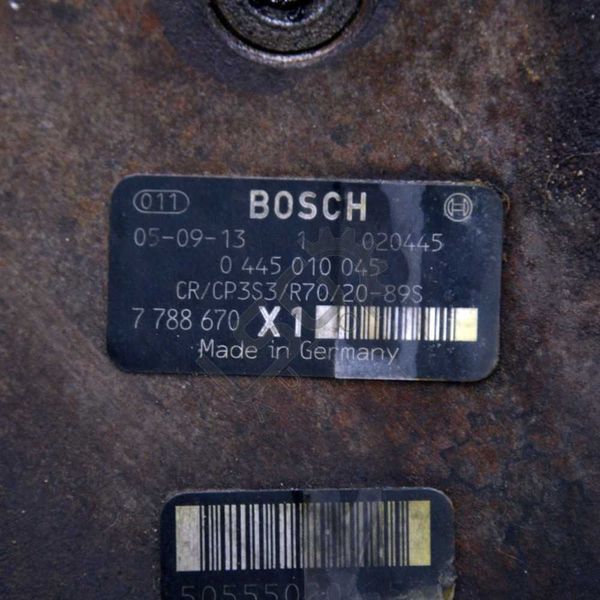 011 BOSCH
05-09-13 1 020445
0 445 010 045
CR/CP3S3/R70/20-89S
7 788 670 X1
Made in Germany